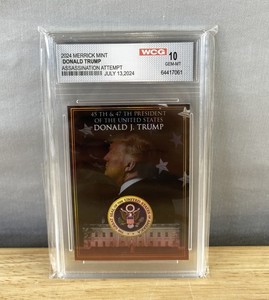 2024 MERRICK MINT
DONALD TRUMP
ASSASSINATION ATTEMPT
JULY 13,2024
WCG
10
GEM-MT
64417061
45 TH & 47 TH PRESIDENT
OF THE UNITED STATES
DONALD J. TRUMP